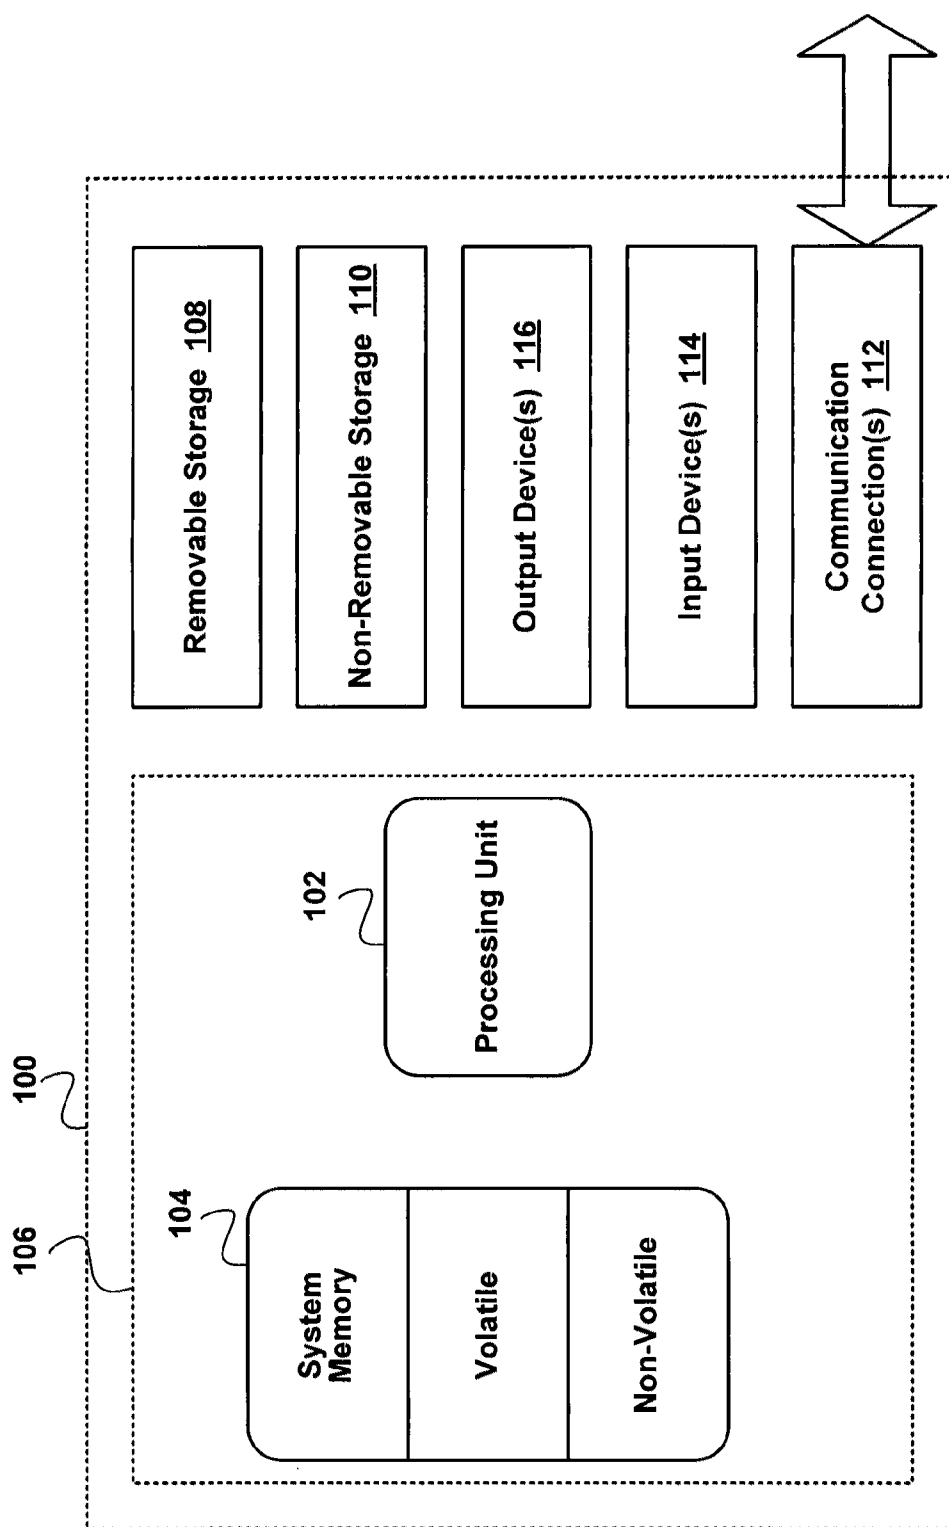 100
106
104
System
Memory
Volatile
Non-Volatile
102
Processing Unit
Removable Storage 108
Non-Removable Storage 110
Output Device(s) 116
Input Device(s) 114
Communication
Connection(s) 112